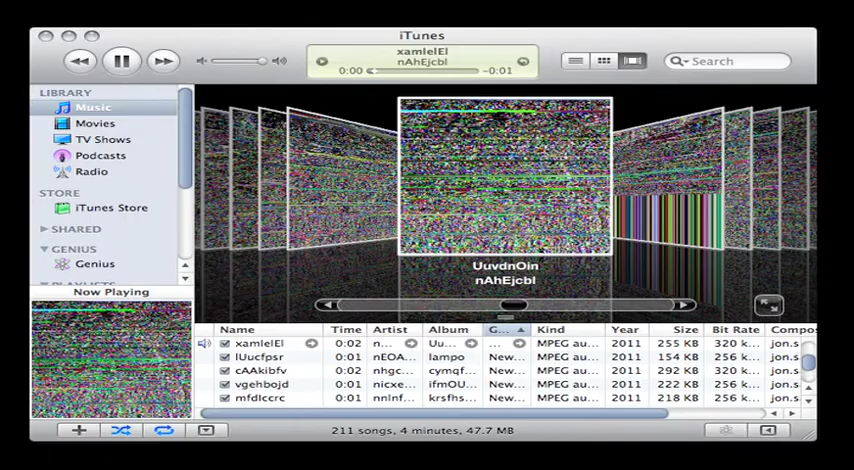 iTunes
xamlelEl
nAhEjcbl
0:00
-0:01
Search
LIBRARY
Music
Movies
TV Shows
Podcasts
Radio
STORE
iTunes Store
SHARED
GENIUS
Genius
Now Playing
UuvdnOin
nAhEjcbl
Name Time Artist Album G... Kind Year Size Bit Rate Compos
xamlelEl 0:02 n... Uu... ... MPEG au... 2011 255 KB 320 k... jon.s
lUucfpsr 0:01 nEOA... lampo New... MPEG au... 2011 154 KB 256 k... jon.s
cAAkibfv 0:02 nhgc... cymqf... New... MPEG au... 2011 292 KB 320 k... jon.s
vgehbojd 0:01 nicxe... ifmOU... New... MPEG au... 2011 222 KB 256 k... jon.s
mfdlccrc 0:01 nnlnf... krsfhs... New... MPEG au... 2011 218 KB 256 k... jon.s
211 songs, 4 minutes, 47.7 MB